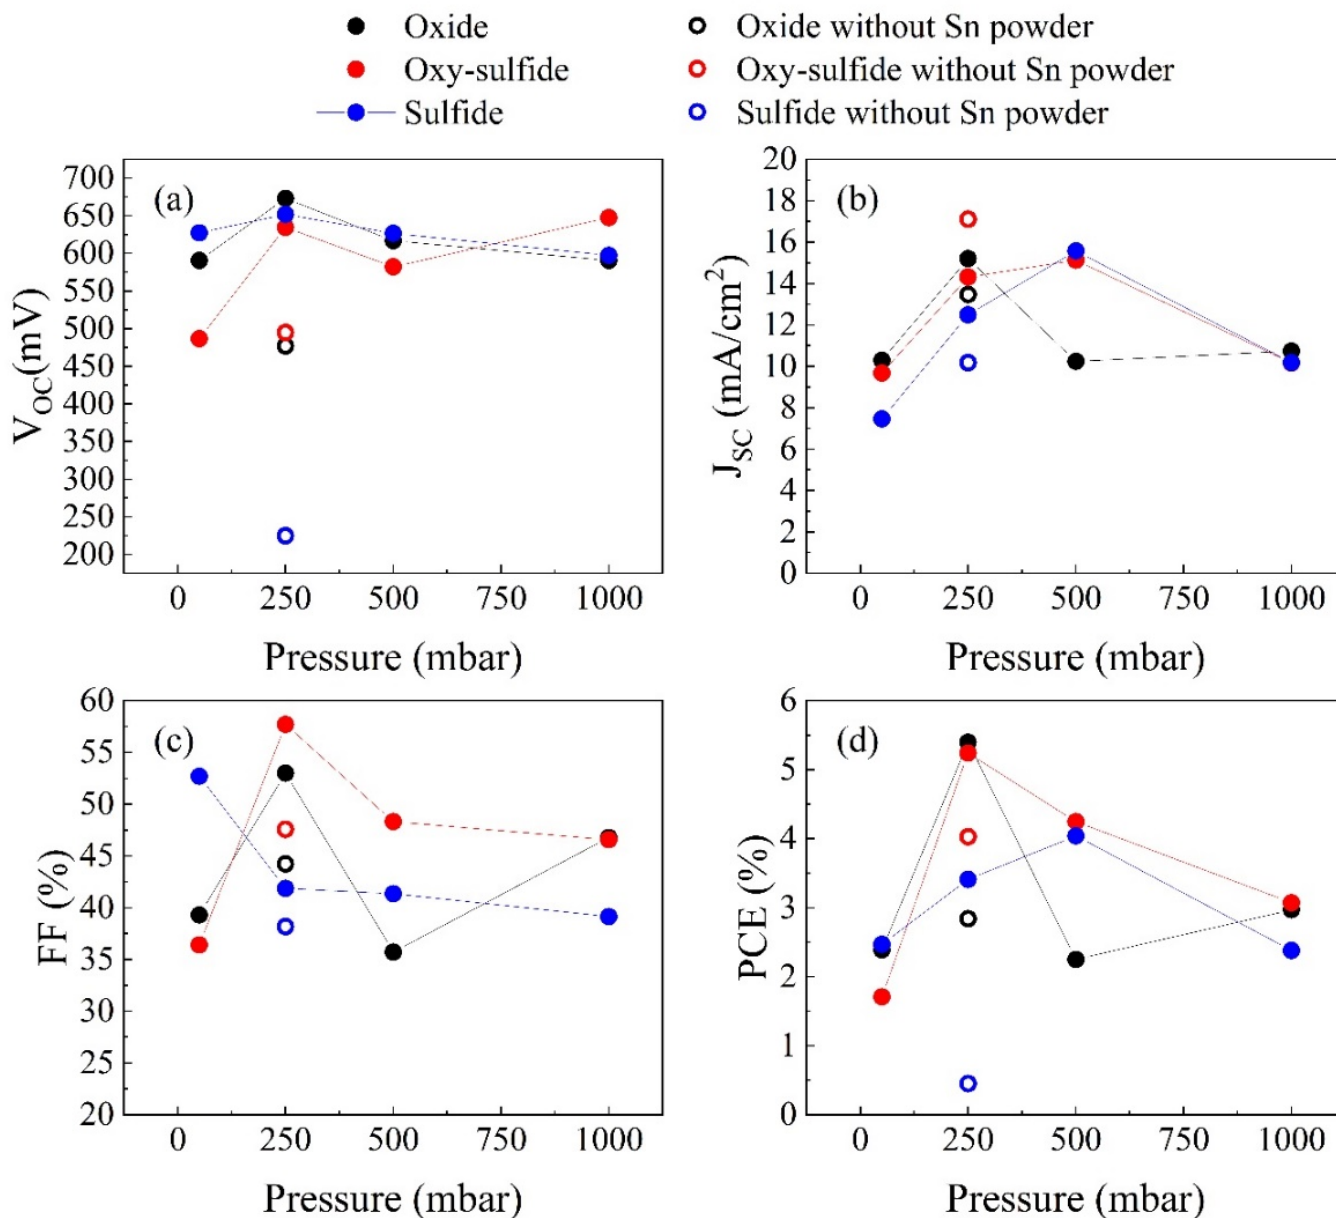 Oxide
Oxy-sulfide
Sulfide
Oxide without Sn powder
Oxy-sulfide without Sn powder
Sulfide without Sn powder
(a)
V_OC(mV)
700
650
600
550
500
450
400
350
300
250
200
0 250 500 750 1000
Pressure (mbar)
(b)
J_SC (mA/cm²)
20
18
16
14
12
10
8
6
4
2
0
0 250 500 750 1000
Pressure (mbar)
(c)
FF (%)
60
55
50
45
40
35
30
25
20
0 250 500 750 1000
Pressure (mbar)
(d)
PCE (%)
6
5
4
3
2
1
0
0 250 500 750 1000
Pressure (mbar)